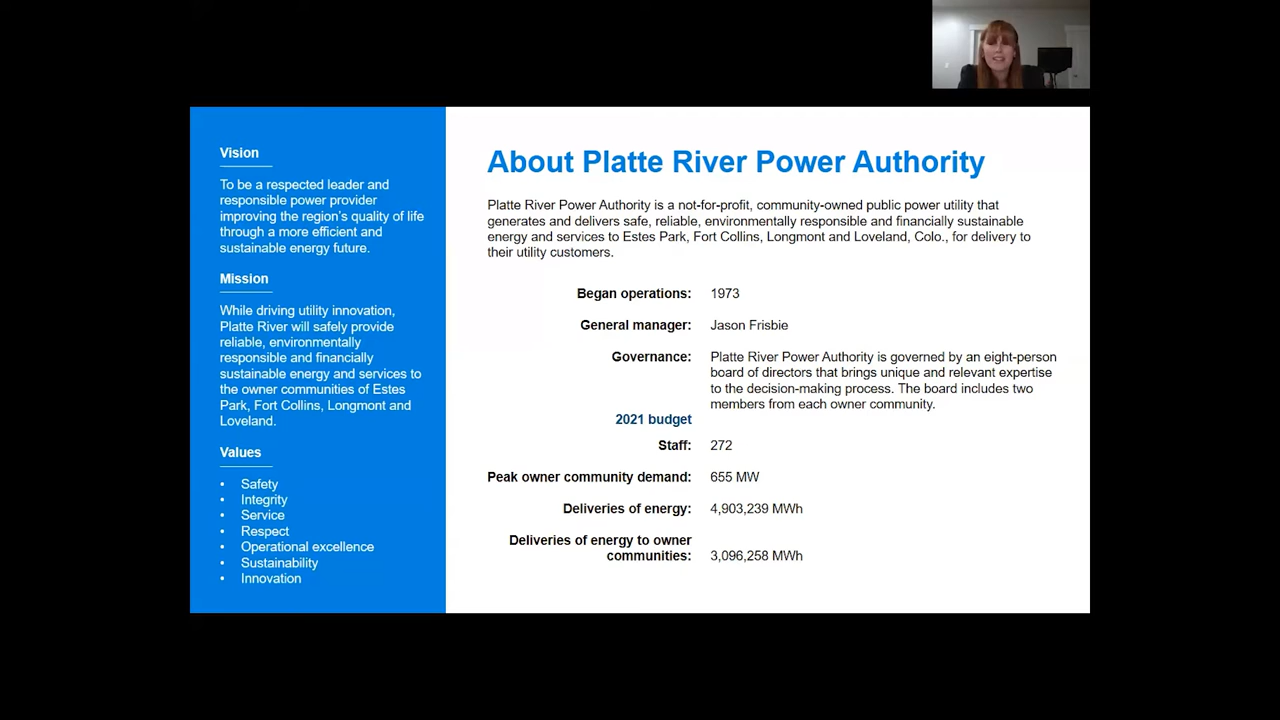 Vision
To be a respected leader and
responsible power provider
improving the region's quality of life
through a more efficient and
sustainable energy future.
Mission
While driving utility innovation,
Platte River will safely provide
reliable, environmentally
responsible and financially
sustainable energy and services to
the owner communities of Estes
Park, Fort Collins, Longmont and
Loveland.
Values
• Safety
• Integrity
• Service
• Respect
• Operational excellence
• Sustainability
• Innovation
About Platte River Power Authority
Platte River Power Authority is a not-for-profit, community-owned public power utility that
generates and delivers safe, reliable, environmentally responsible and financially sustainable
energy and services to Estes Park, Fort Collins, Longmont and Loveland, Colo., for delivery to
their utility customers.
Began operations: 1973
General manager: Jason Frisbie
Governance: Platte River Power Authority is governed by an eight-person
board of directors that brings unique and relevant expertise
to the decision-making process. The board includes two
members from each owner community.
2021 budget
Staff: 272
Peak owner community demand: 655 MW
Deliveries of energy: 4,903,239 MWh
Deliveries of energy to owner
communities: 3,096,258 MWh